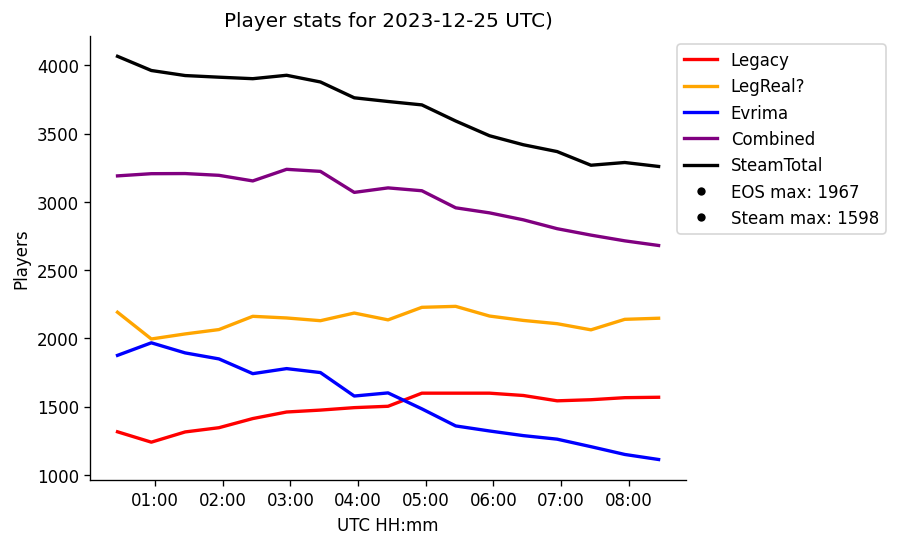 Player stats for 2023-12-25 UTC)
4000
3500
3000
2500
2000
1500
1000
Players
01:00 02:00 03:00 04:00 05:00 06:00 07:00 08:00
UTC HH:mm
Legacy
LegReal?
Evrima
Combined
SteamTotal
EOS max: 1967
Steam max: 1598